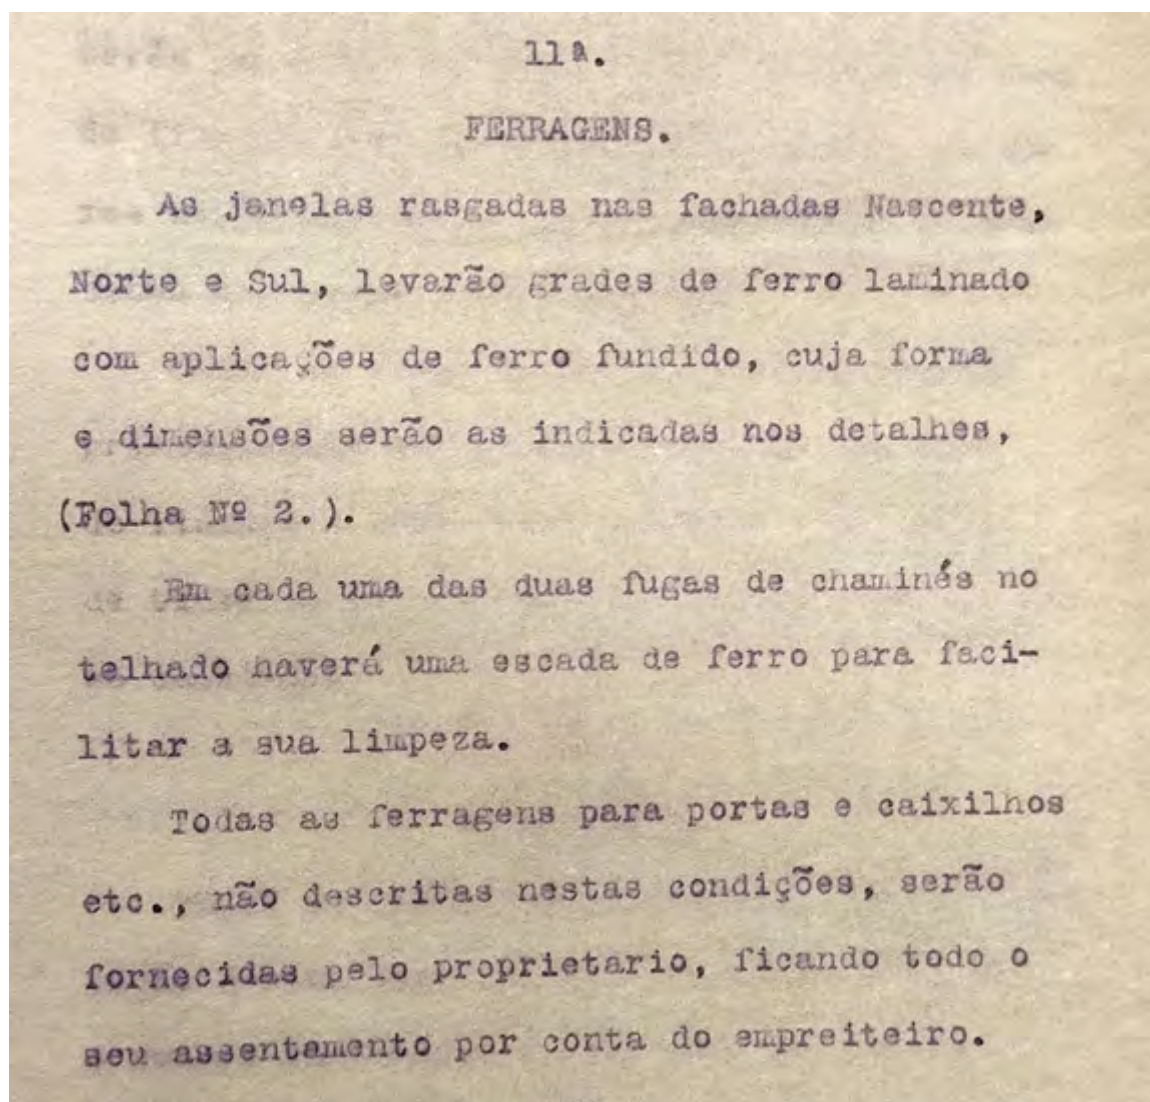 11ª.
FERRAGENS.
As janelas rasgadas nas fachadas Nascente,
Norte e Sul, levarão grades de ferro laminado
com aplicações de ferro fundido, cuja forma
e dimensões serão as indicadas nos detalhes,
(Folha Nº 2.).
Em cada uma das duas fugas de chaminés no
telhado haverá uma escada de ferro para faci-
litar a sua limpeza.
Todas as ferragens para portas e caixilhos
etc., não descritas nestas condições, serão
fornecidas pelo proprietario, ficando todo o
seu assentamento por conta do empreiteiro.